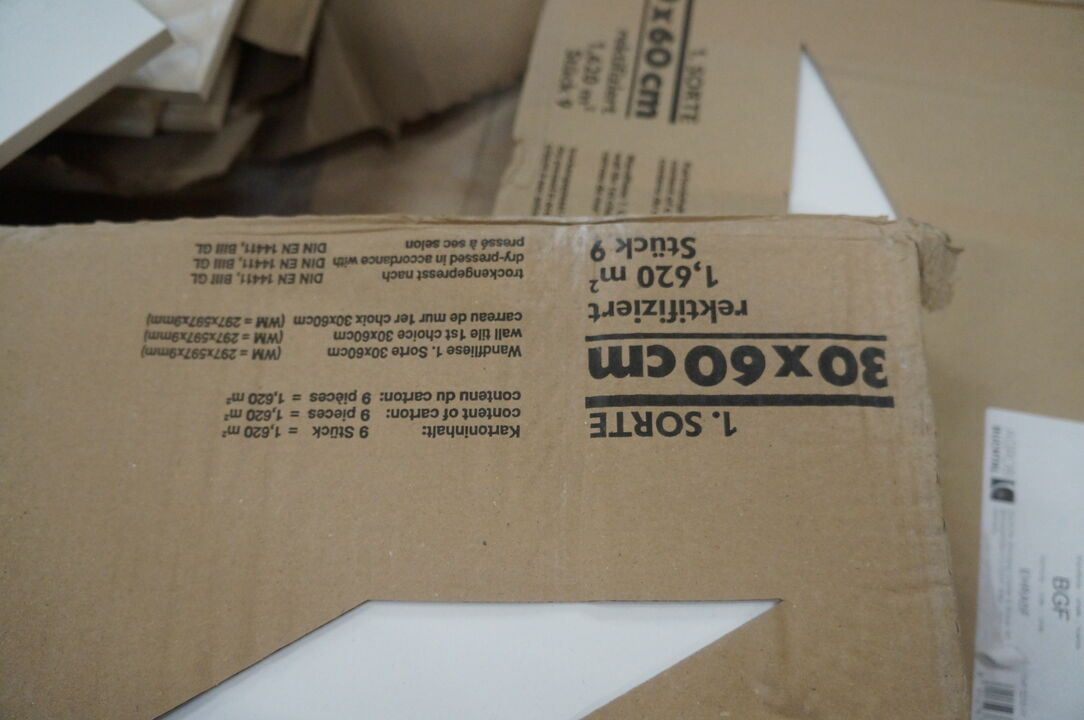 1. SORTE
30x60cm
rektifiziert
1,620 m²
Stück 9
Kartoninhalt: 9 Stück = 1,620 m²
content of carton: 9 pieces = 1,620 m²
contenu du carton: 9 pièces = 1,620 m²
Wandfliese 1. Sorte 30x60cm (WM = 297x597x9mm)
wall tile 1st choice 30x60cm (WM = 297x597x9mm)
carreau de mur 1er choix 30x60cm (WM = 297x597x9mm)
trockengepresst nach DIN EN 14411, BIII GL
dry-pressed in accordance with DIN EN 14411, BIII GL
pressé à sec selon DIN EN 14411, BIII GL
1. SORTE
x60cm
rektifiziert
1,620 m²
Stück 9
BGF